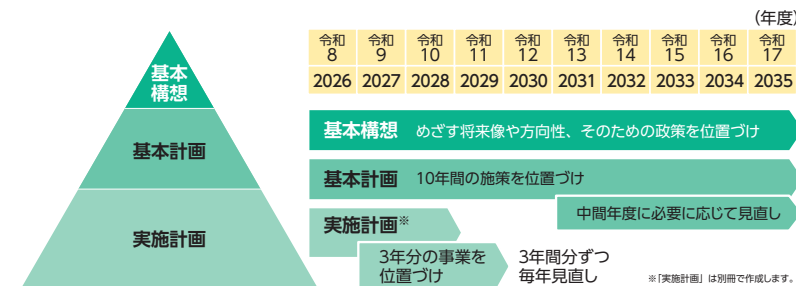 (年度)
令和 令和 令和 令和 令和 令和 令和 令和 令和 令和
8 9 10 11 12 13 14 15 16 17
2026 2027 2028 2029 2030 2031 2032 2033 2034 2035
基本
構想
基本計画
実施計画
基本構想 めざす将来像や方向性、そのための政策を位置づけ
基本計画 10年間の施策を位置づけ
中間年度に必要に応じて見直し
実施計画※
3年分の事業を
位置づけ
3年間分ずつ
毎年見直し
※「実施計画」は別冊で作成します。